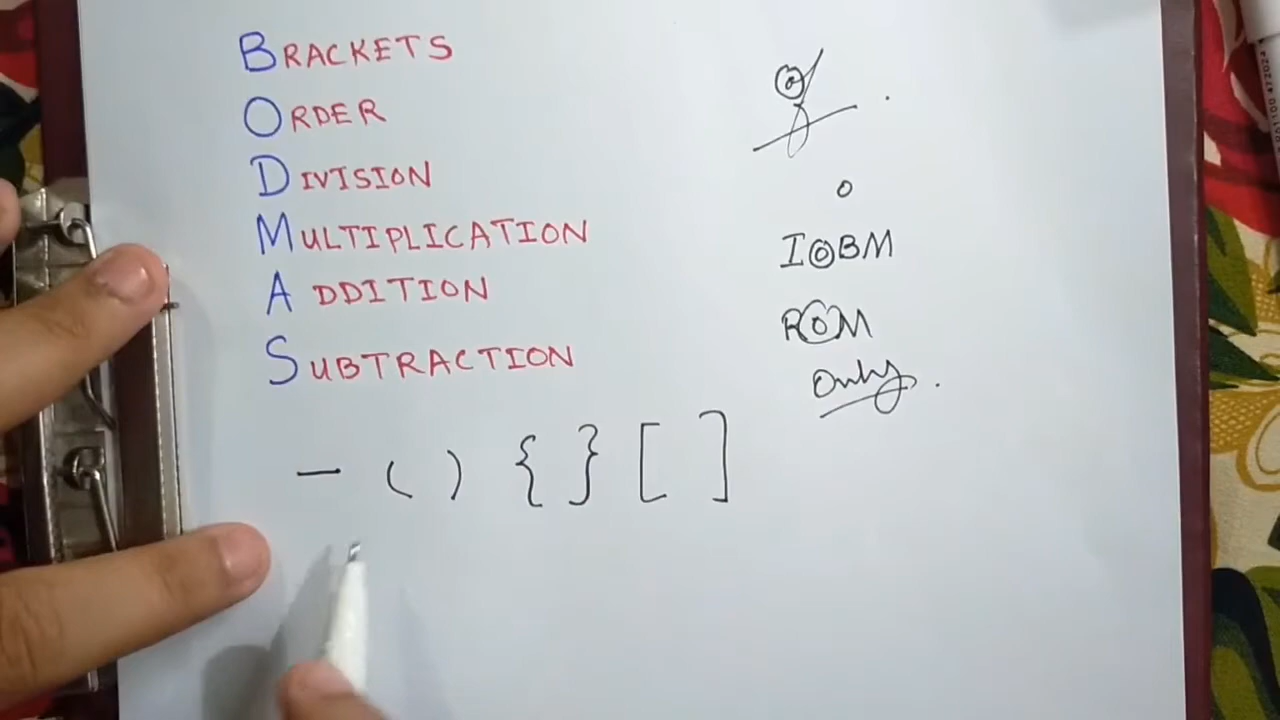 BRACKETS
ORDER
DIVISION
MULTIPLICATION
ADDITION
SUBTRACTION
— ( ) { } [ ]
o
IOBM
ROM
Only.